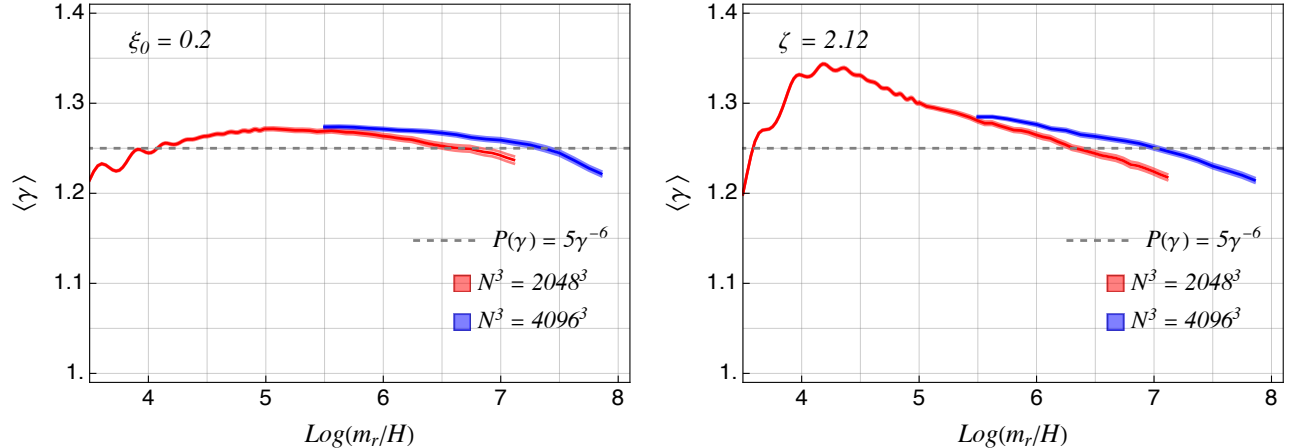 1.4
1.3
1.2
1.1
1.
⟨γ⟩
ξ₀ = 0.2
P(γ) = 5γ⁻⁶
N³ = 2048³
N³ = 4096³
4 5 6 7 8
Log(m_r/H)
1.4
1.3
1.2
1.1
1.
⟨γ⟩
ζ = 2.12
P(γ) = 5γ⁻⁶
N³ = 2048³
N³ = 4096³
4 5 6 7 8
Log(m_r/H)